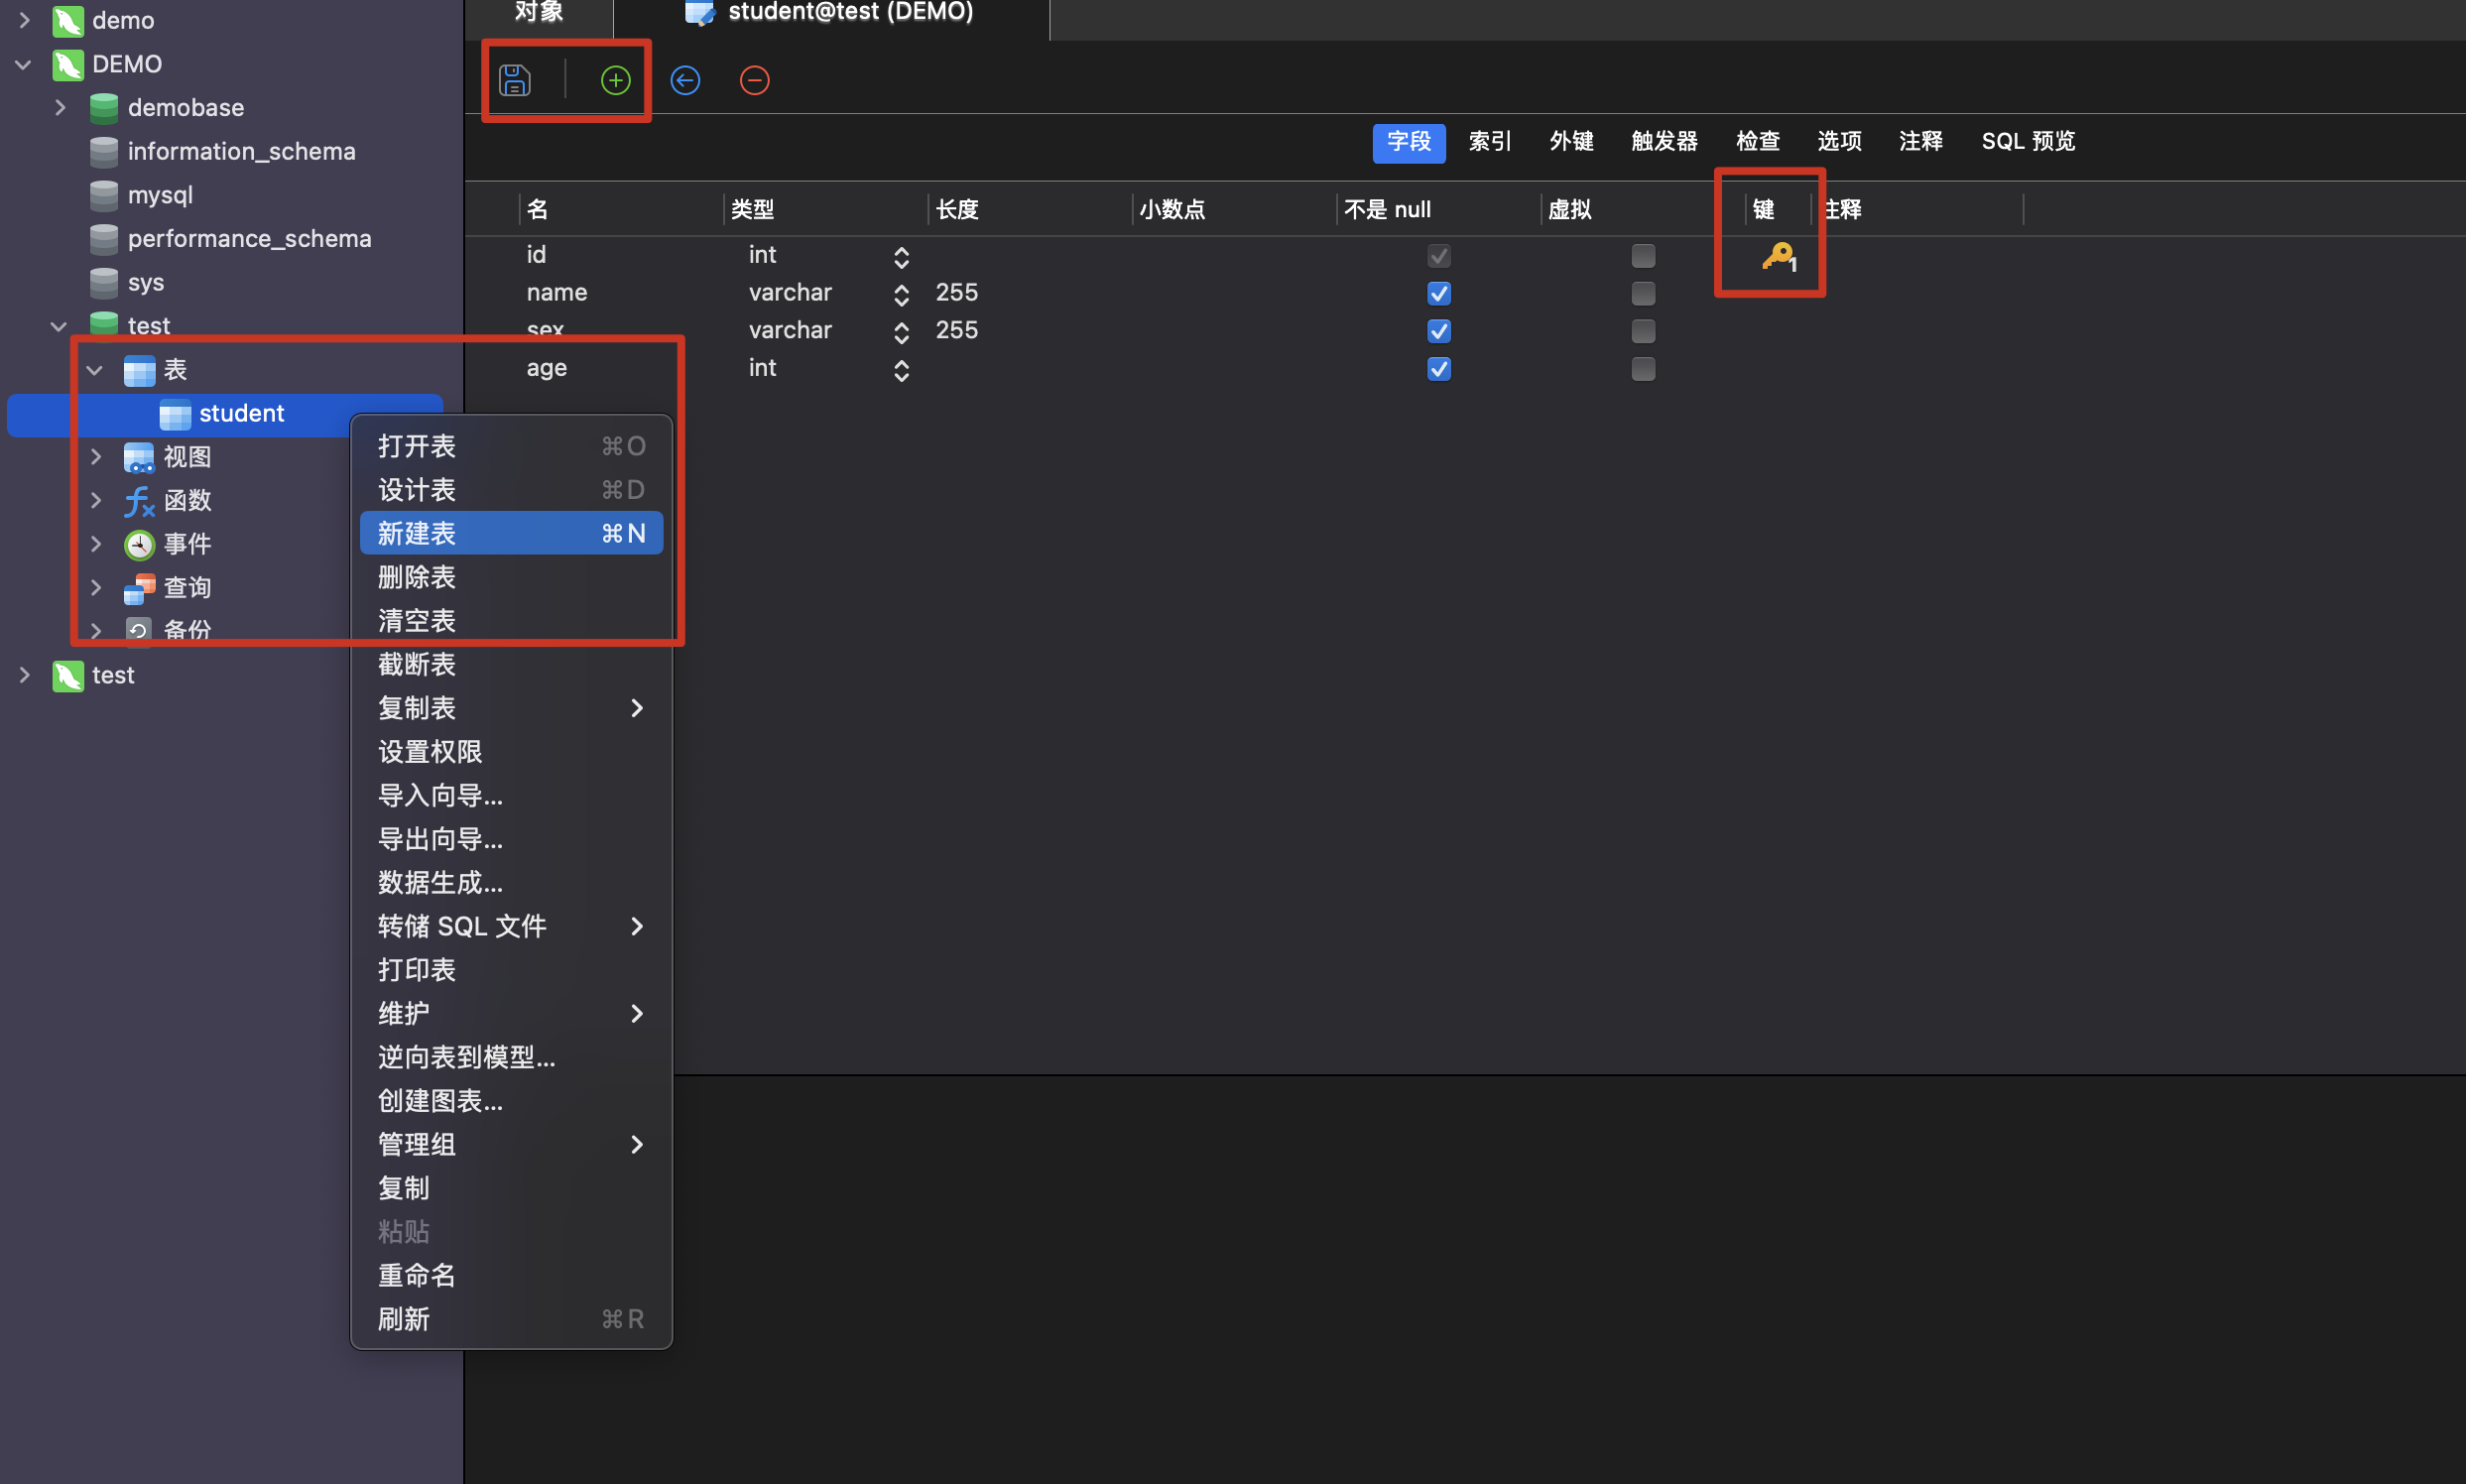 demo
DEMO
demobase
information_schema
mysql
performance_schema
sys
test
表
student
视图
函数
事件
查询
备份
test
对象
student@test (DEMO)
字段 索引 外键 触发器 检查 选项 注释 SQL 预览
名 类型 长度 小数点 不是 null 虚拟 键 注释
id int 1
name varchar 255
sex varchar 255
age int
打开表 ⌘O
设计表 ⌘D
新建表 ⌘N
删除表
清空表
截断表
复制表
设置权限
导入向导...
导出向导...
数据生成...
转储 SQL 文件
打印表
维护
逆向表到模型...
创建图表...
管理组
复制
粘贴
重命名
刷新 ⌘R